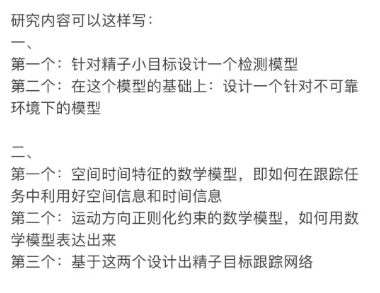 研究内容可以这样写：
一、
第一个：针对精子小目标设计一个检测模型
第二个：在这个模型的基础上：设计一个针对不可靠
环境下的模型
二、
第一个：空间时间特征的数学模型，即如何在跟踪任
务中利用好空间信息和时间信息
第二个：运动方向正则化约束的数学模型，如何用数
学模型表达出来
第三个：基于这两个设计出精子目标跟踪网络